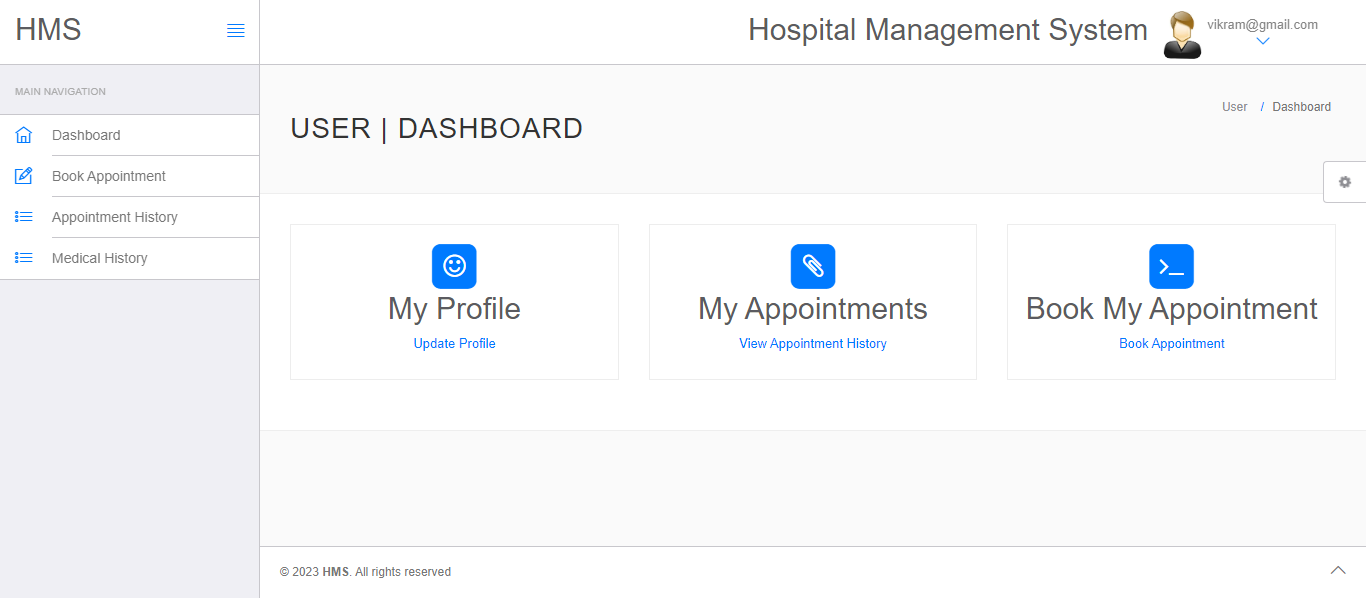 HMS
Hospital Management System
vikram@gmail.com
MAIN NAVIGATION
Dashboard
Book Appointment
Appointment History
Medical History
User / Dashboard
USER | DASHBOARD
My Profile
Update Profile
My Appointments
View Appointment History
Book My Appointment
Book Appointment
© 2023 HMS. All rights reserved